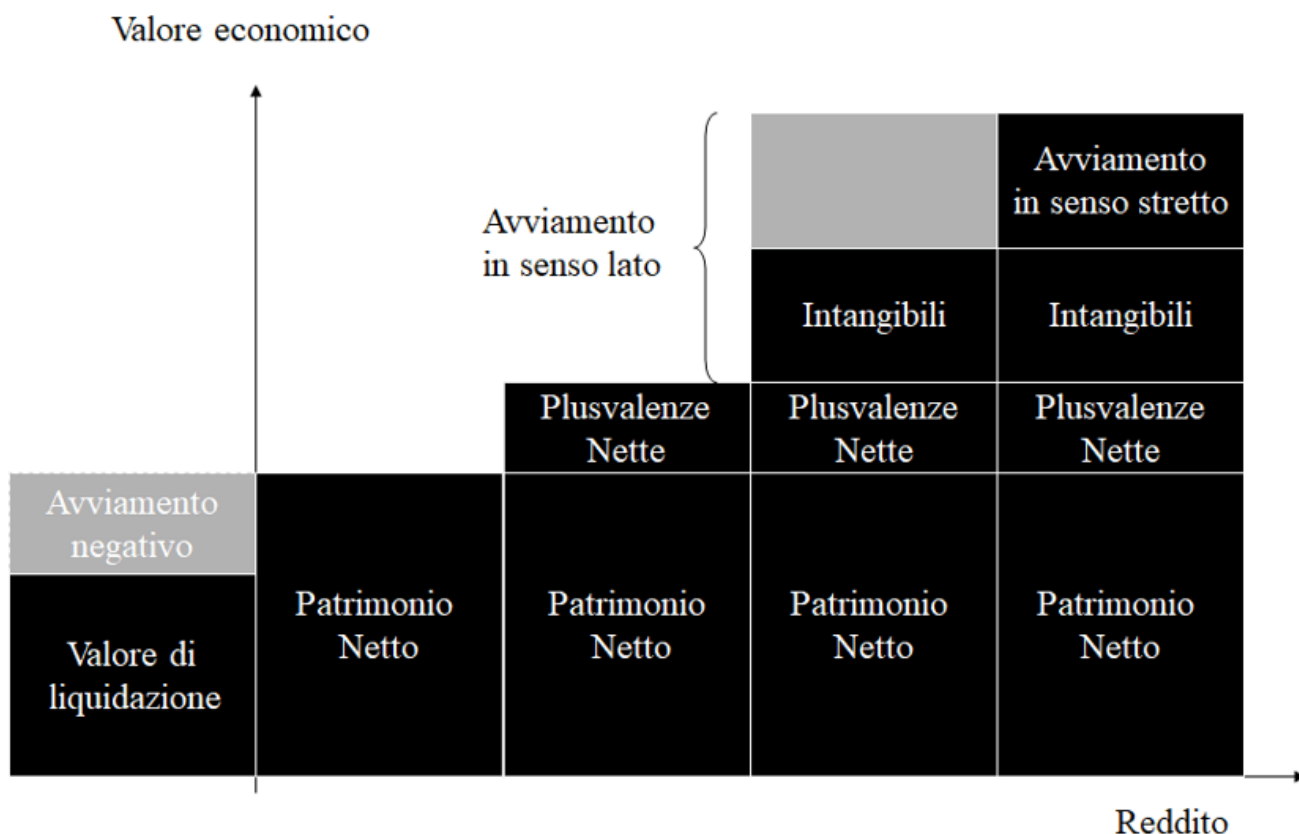 Valore economico
Avviamento
in senso lato
Avviamento
in senso stretto
Intangibili
Intangibili
Plusvalenze
Nette
Plusvalenze
Nette
Plusvalenze
Nette
Avviamento
negativo
Valore di
liquidazione
Patrimonio
Netto
Patrimonio
Netto
Patrimonio
Netto
Patrimonio
Netto
Reddito